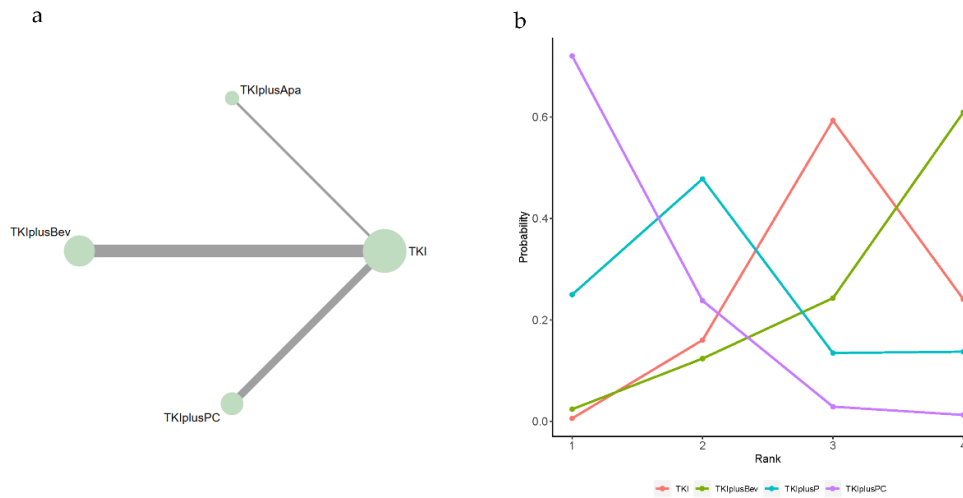 a
TKIplusApa
TKIplusBev
TKI
TKIplusPC
b
Probability
0.6
0.4
0.2
0.0
1 2 3 4
Rank
TKI TKIplusBev TKIplusP TKIplusPC